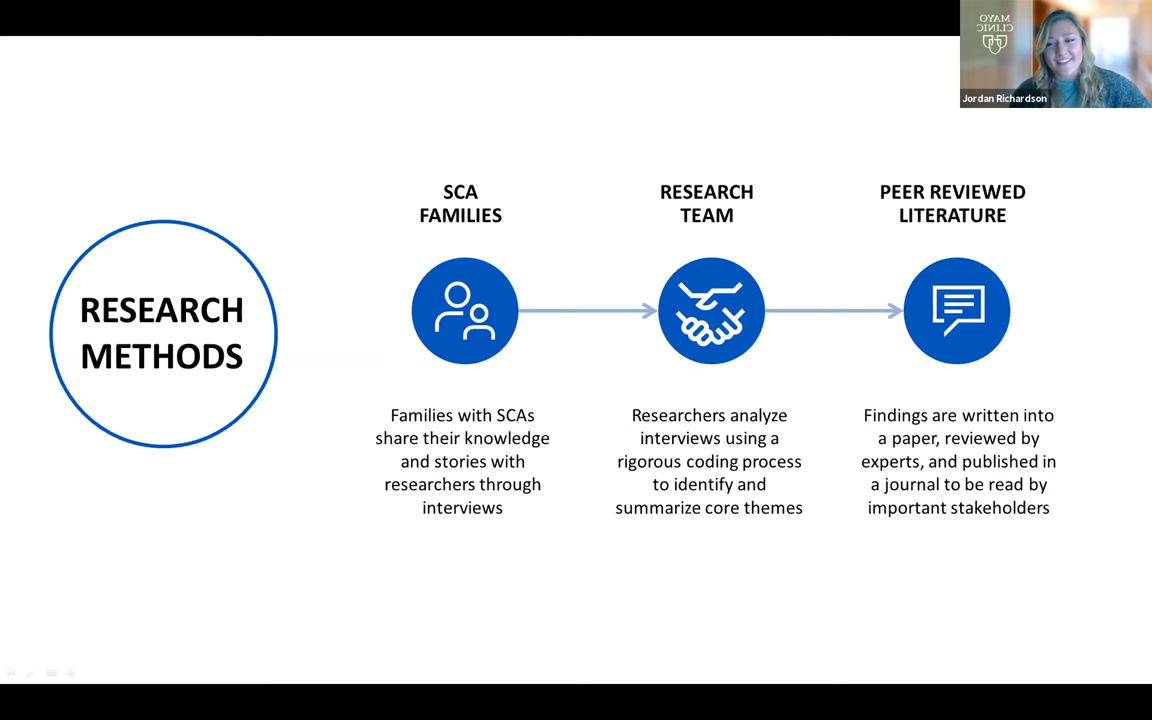 MAYO
CLINIC
Jordan Richardson
RESEARCH
METHODS
SCA
FAMILIES
Families with SCAs
share their knowledge
and stories with
researchers through
interviews
RESEARCH
TEAM
Researchers analyze
interviews using a
rigorous coding process
to identify and
summarize core themes
PEER REVIEWED
LITERATURE
Findings are written into
a paper, reviewed by
experts, and published in
a journal to be read by
important stakeholders